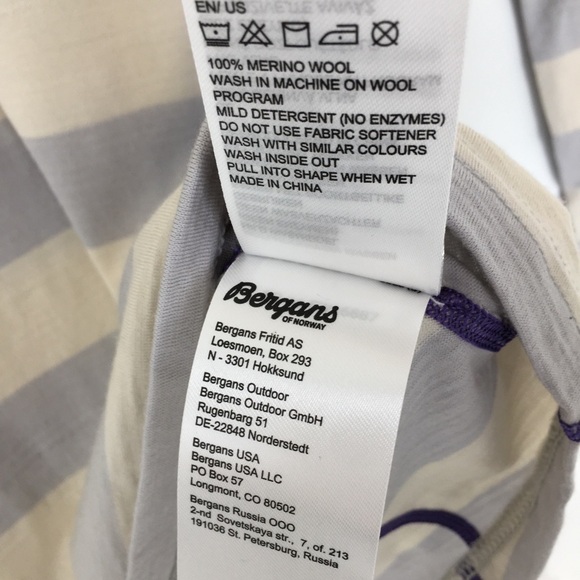 EN/ US
100% MERINO WOOL
WASH IN MACHINE ON WOOL
PROGRAM
MILD DETERGENT (NO ENZYMES)
DO NOT USE FABRIC SOFTENER
WASH WITH SIMILAR COLOURS
WASH INSIDE OUT
PULL INTO SHAPE WHEN WET
MADE IN CHINA
Bergans
OF NORWAY
Bergans Fritid AS
Loesmoen, Box 293
N - 3301 Hokksund
Bergans Outdoor
Bergans Outdoor GmbH
Rugenbarg 51
DE-22848 Norderstedt
Bergans USA
Bergans USA LLC
PO Box 57
Longmont, CO 80502
Bergans Russia OOO
2-nd Sovetskaya str., 7, of. 213
191036 St. Petersburg, Russia